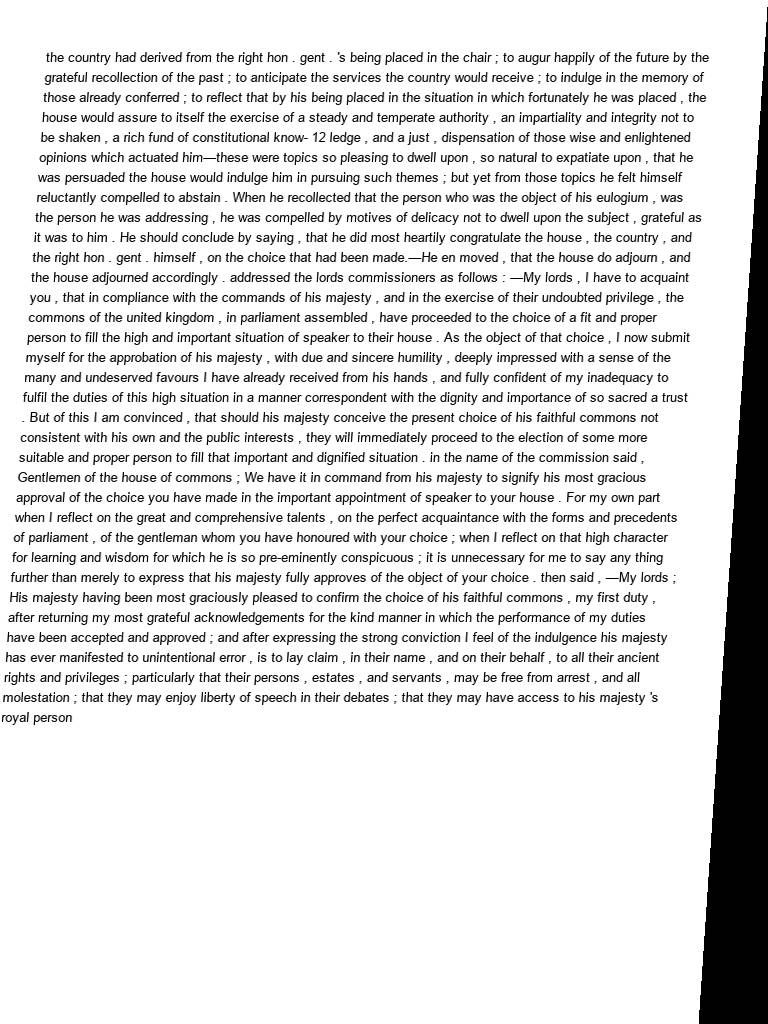 the country had derived from the right hon . gent . 's being placed in the chair ; to augur happily of the future by the
grateful recollection of the past ; to anticipate the services the country would receive ; to indulge in the memory of
those already conferred ; to reflect that by his being placed in the situation in which fortunately he was placed , the
house would assure to itself the exercise of a steady and temperate authority , an impartiality and integrity not to
be shaken , a rich fund of constitutional know- 12 ledge , and a just , dispensation of those wise and enlightened
opinions which actuated him—these were topics so pleasing to dwell upon , so natural to expatiate upon , that he
was persuaded the house would indulge him in pursuing such themes ; but yet from those topics he felt himself
reluctantly compelled to abstain . When he recollected that the person who was the object of his eulogium , was
the person he was addressing , he was compelled by motives of delicacy not to dwell upon the subject , grateful as
it was to him . He should conclude by saying , that he did most heartily congratulate the house , the country , and
the right hon . gent . himself , on the choice that had been made.—He en moved , that the house do adjourn , and
the house adjourned accordingly . addressed the lords commissioners as follows : —My lords , I have to acquaint
you , that in compliance with the commands of his majesty , and in the exercise of their undoubted privilege , the
commons of the united kingdom , in parliament assembled , have proceeded to the choice of a fit and proper
person to fill the high and important situation of speaker to their house . As the object of that choice , I now submit
myself for the approbation of his majesty , with due and sincere humility , deeply impressed with a sense of the
many and undeserved favours I have already received from his hands , and fully confident of my inadequacy to
fulfil the duties of this high situation in a manner correspondent with the dignity and importance of so sacred a trust
. But of this I am convinced , that should his majesty conceive the present choice of his faithful commons not
consistent with his own and the public interests , they will immediately proceed to the election of some more
suitable and proper person to fill that important and dignified situation . in the name of the commission said ,
Gentlemen of the house of commons ; We have it in command from his majesty to signify his most gracious
approval of the choice you have made in the important appointment of speaker to your house . For my own part
when I reflect on the great and comprehensive talents , on the perfect acquaintance with the forms and precedents
of parliament , of the gentleman whom you have honoured with your choice ; when I reflect on that high character
for learning and wisdom for which he is so pre-eminently conspicuous ; it is unnecessary for me to say any thing
further than merely to express that his majesty fully approves of the object of your choice . then said , —My lords ;
His majesty having been most graciously pleased to confirm the choice of his faithful commons , my first duty ,
after returning my most grateful acknowledgements for the kind manner in which the performance of my duties
have been accepted and approved ; and after expressing the strong conviction I feel of the indulgence his majesty
has ever manifested to unintentional error , is to lay claim , in their name , and on their behalf , to all their ancient
rights and privileges ; particularly that their persons , estates , and servants , may be free from arrest , and all
molestation ; that they may enjoy liberty of speech in their debates ; that they may have access to his majesty 's
royal person